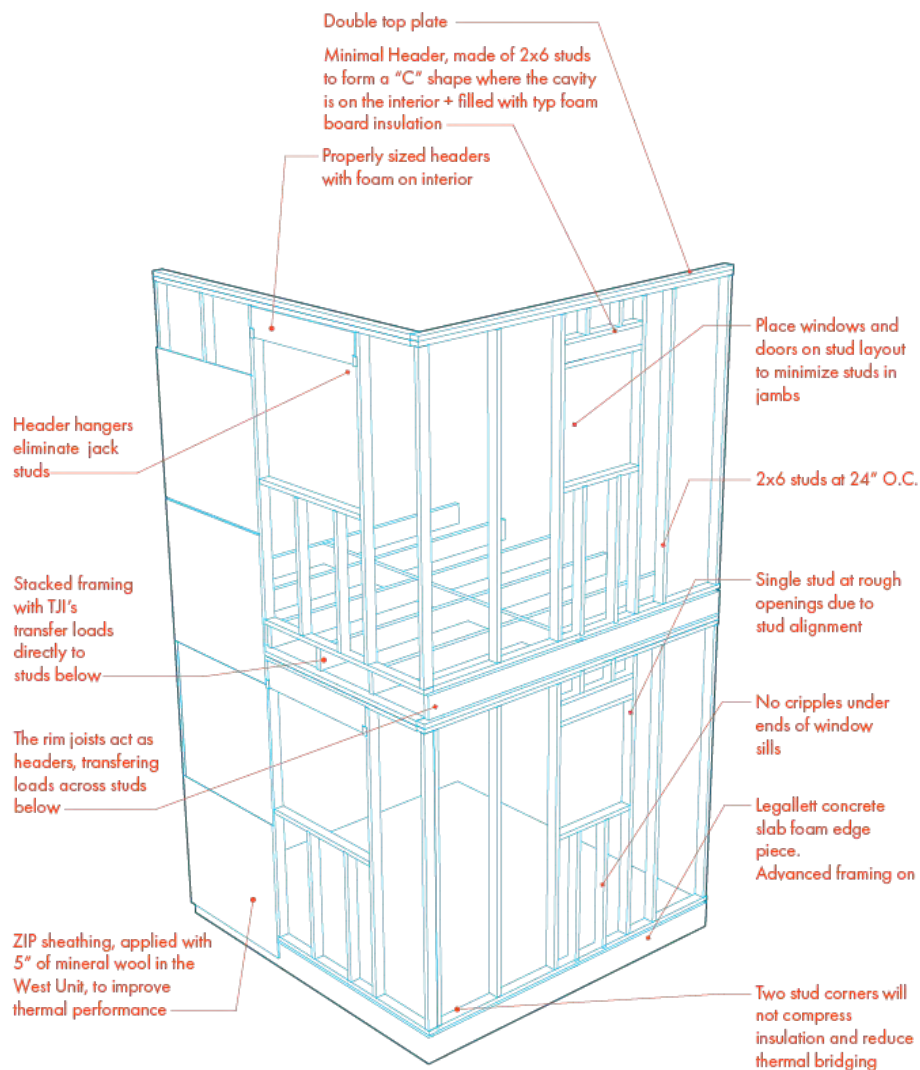 Double top plate
Minimal Header, made of 2x6 studs
to form a “C” shape where the cavity
is on the interior + filled with typ foam
board insulation
Properly sized headers
with foam on interior
Header hangers
eliminate jack
studs
Stacked framing
with TJI’s
transfer loads
directly to
studs below
The rim joists act as
headers, transfering
loads across studs
below
ZIP sheathing, applied with
5” of mineral wool in the
West Unit, to improve
thermal performance
Place windows and
doors on stud layout
to minimize studs in
jambs
2x6 studs at 24” O.C.
Single stud at rough
openings due to
stud alignment
No cripples under
ends of window
sills
Legallett concrete
slab foam edge
piece.
Advanced framing on
Two stud corners will
not compress
insulation and reduce
thermal bridging